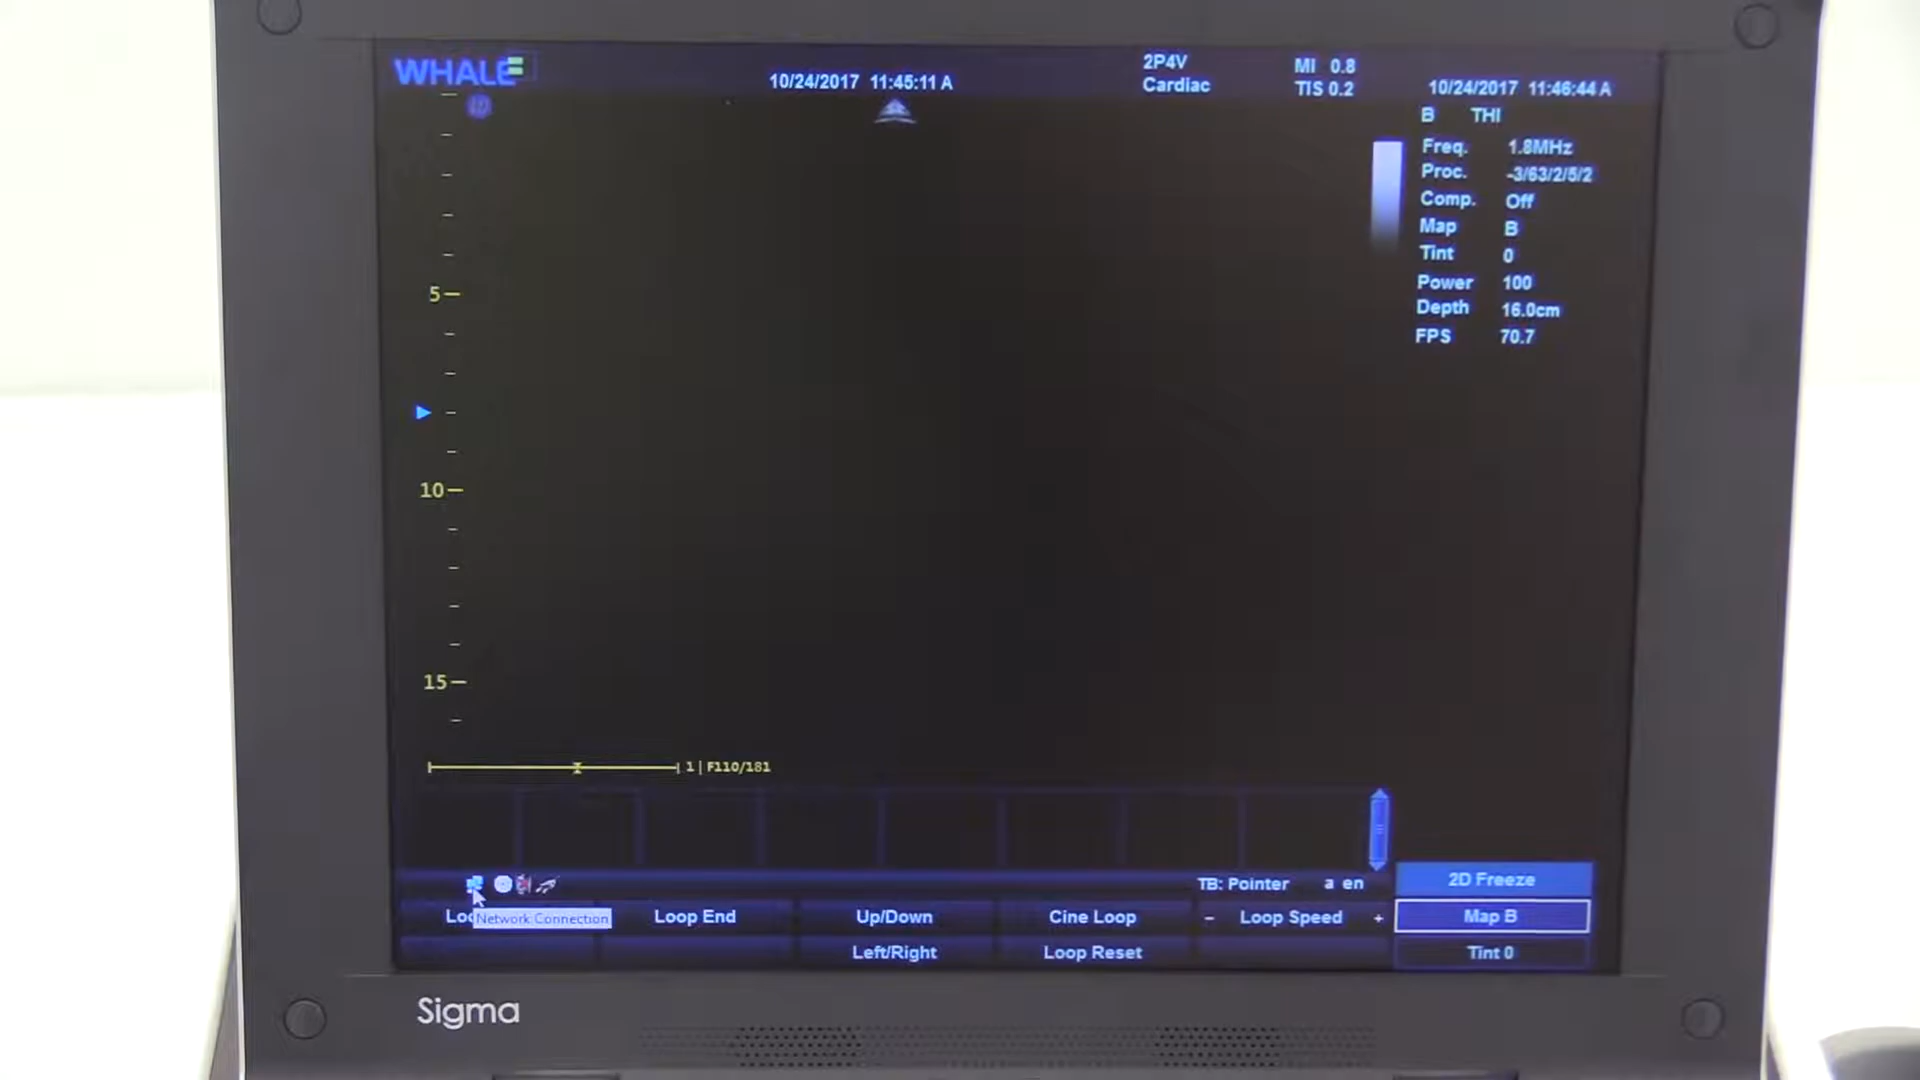 WHALE
10/24/2017 11:45:11 A
2P4V
Cardiac
MI 0.8
TIS 0.2
10/24/2017 11:46:44 A
B THI
Freq. 1.8MHz
Proc. -3/63/2/5/2
Comp. Off
Map B
Tint 0
Power 100
Depth 16.0cm
FPS 70.7
5
10
15
1 | F110/181
TB: Pointer a en
2D Freeze
Network Connection
Loop End
Up/Down
Cine Loop
- Loop Speed +
Map B
Left/Right
Loop Reset
Tint 0
Sigma